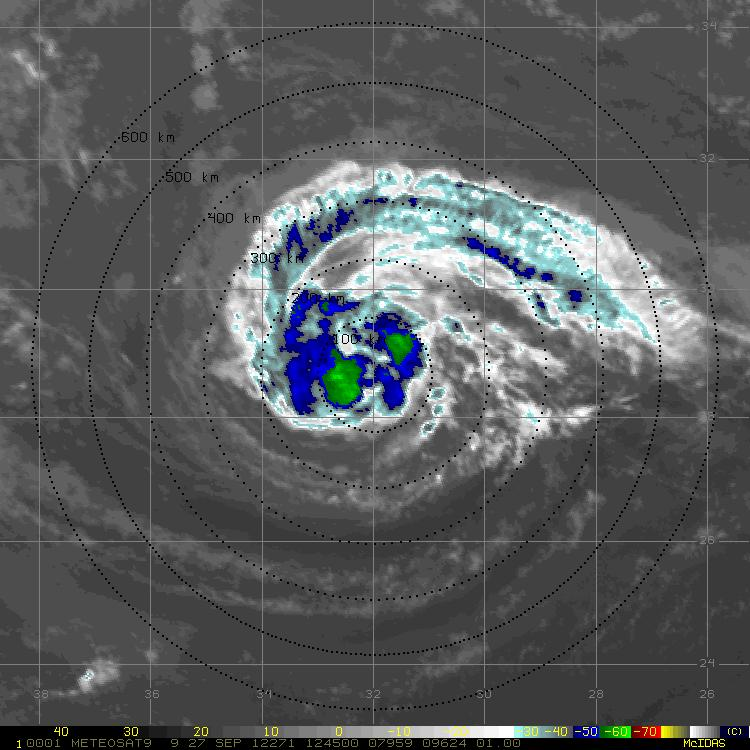 34
600 km
32
500 km
400 km
300 km
200 km
100 k
28
26
24
38 36 34 32 30 28 26
40 30 20 10 0 -10 -20 -30 -40 -50 -60 -70 (C)
1 0001 METEOSAT9 9 27 SEP 12271 124500 07959 09624 01.00 McIDAS